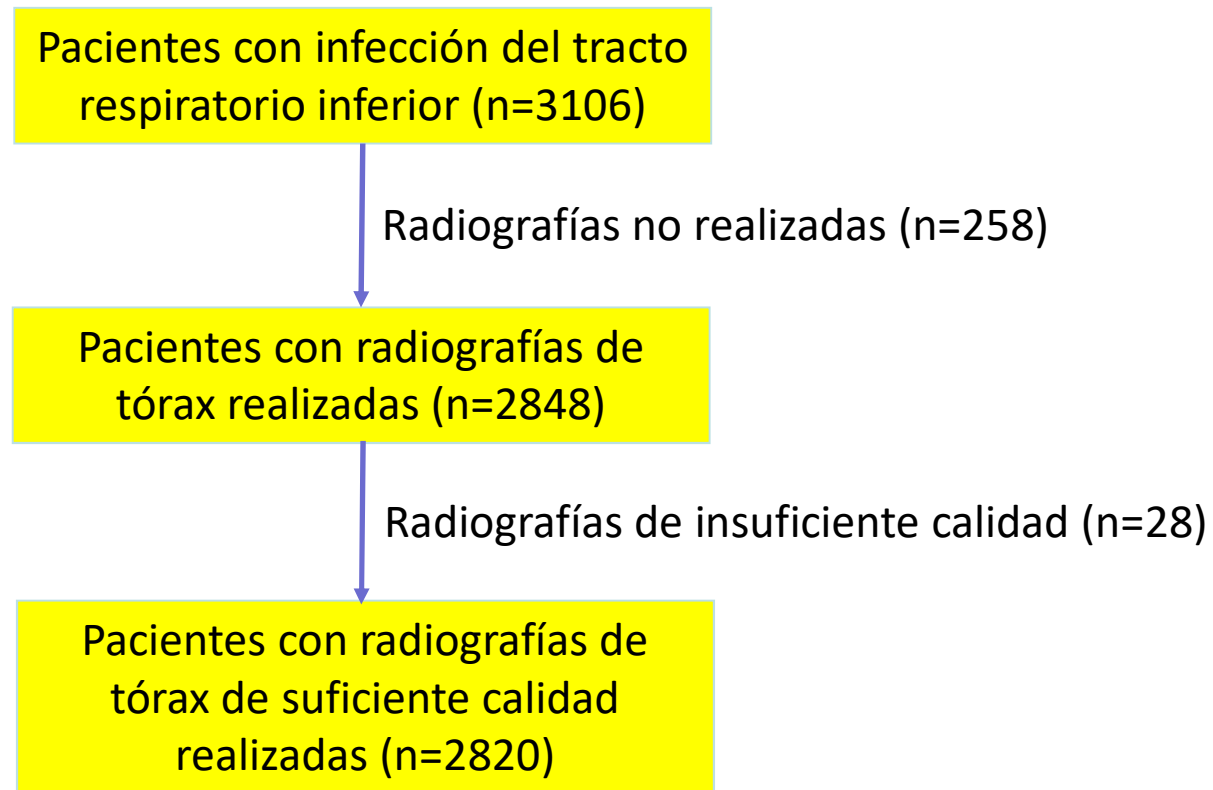 Pacientes con infección del tracto
respiratorio inferior (n=3106)
Radiografías no realizadas (n=258)
Pacientes con radiografías de
tórax realizadas (n=2848)
Radiografías de insuficiente calidad (n=28)
Pacientes con radiografías de
tórax de suficiente calidad
realizadas (n=2820)